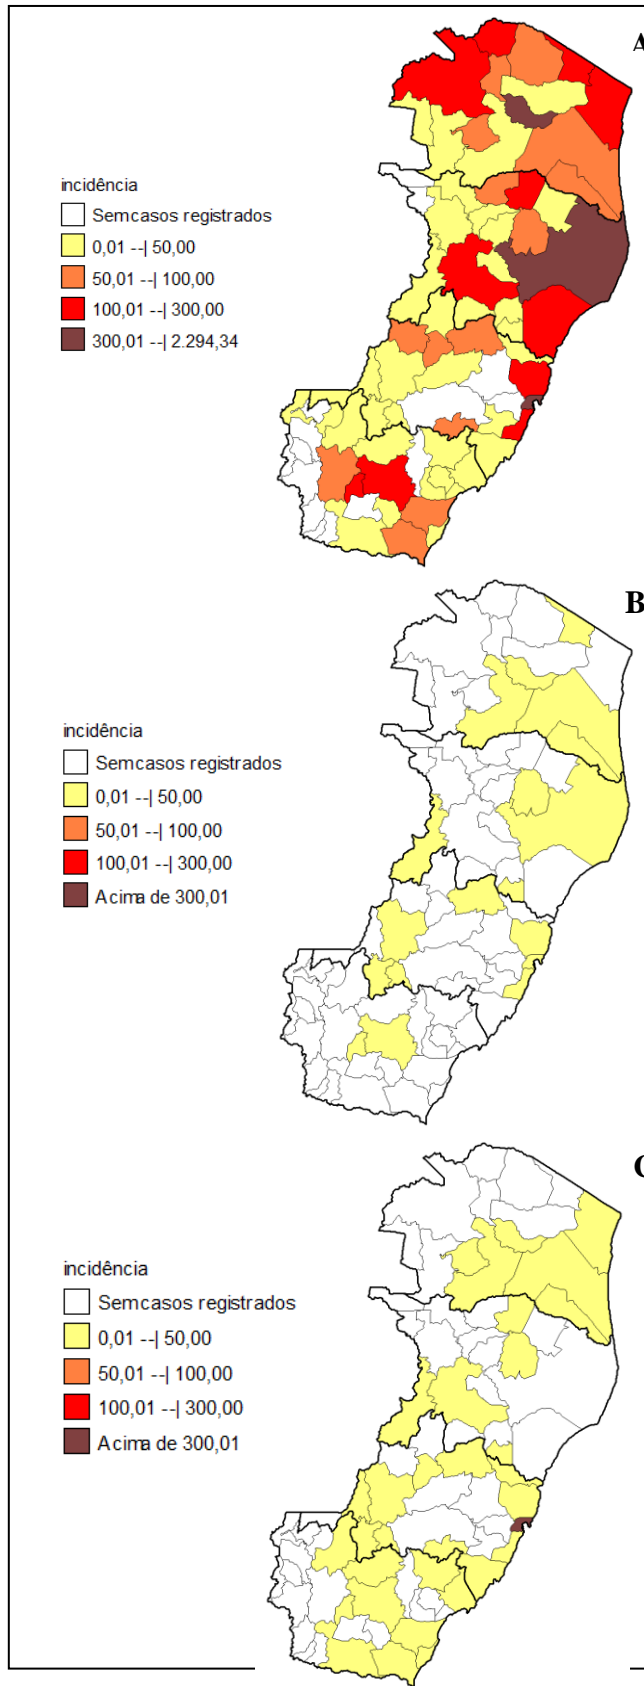 A
incidência
Semcasos registrados
0,01 --| 50,00
50,01 --| 100,00
100,01 --| 300,00
300,01 --| 2.294,34
B
incidência
Semcasos registrados
0,01 --| 50,00
50,01 --| 100,00
100,01 --| 300,00
Acima de 300,01
incidência
Semcasos registrados
0,01 --| 50,00
50,01 --| 100,00
100,01 --| 300,00
Acima de 300,01